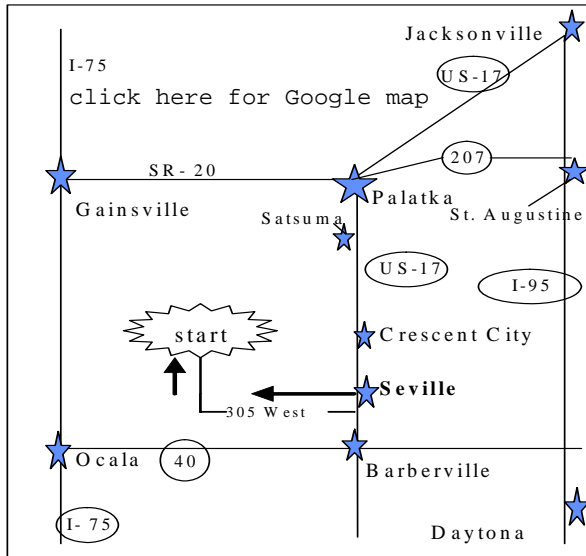 Jacksonville
I-75
US-17
click here for Google map
SR-20
207
Gainsville
Palatka
Satsuma
St. Augustine
US-17
I-95
start
Crescent City
Seville
305 West
Ocala
40
Barberville
I-75
Daytona